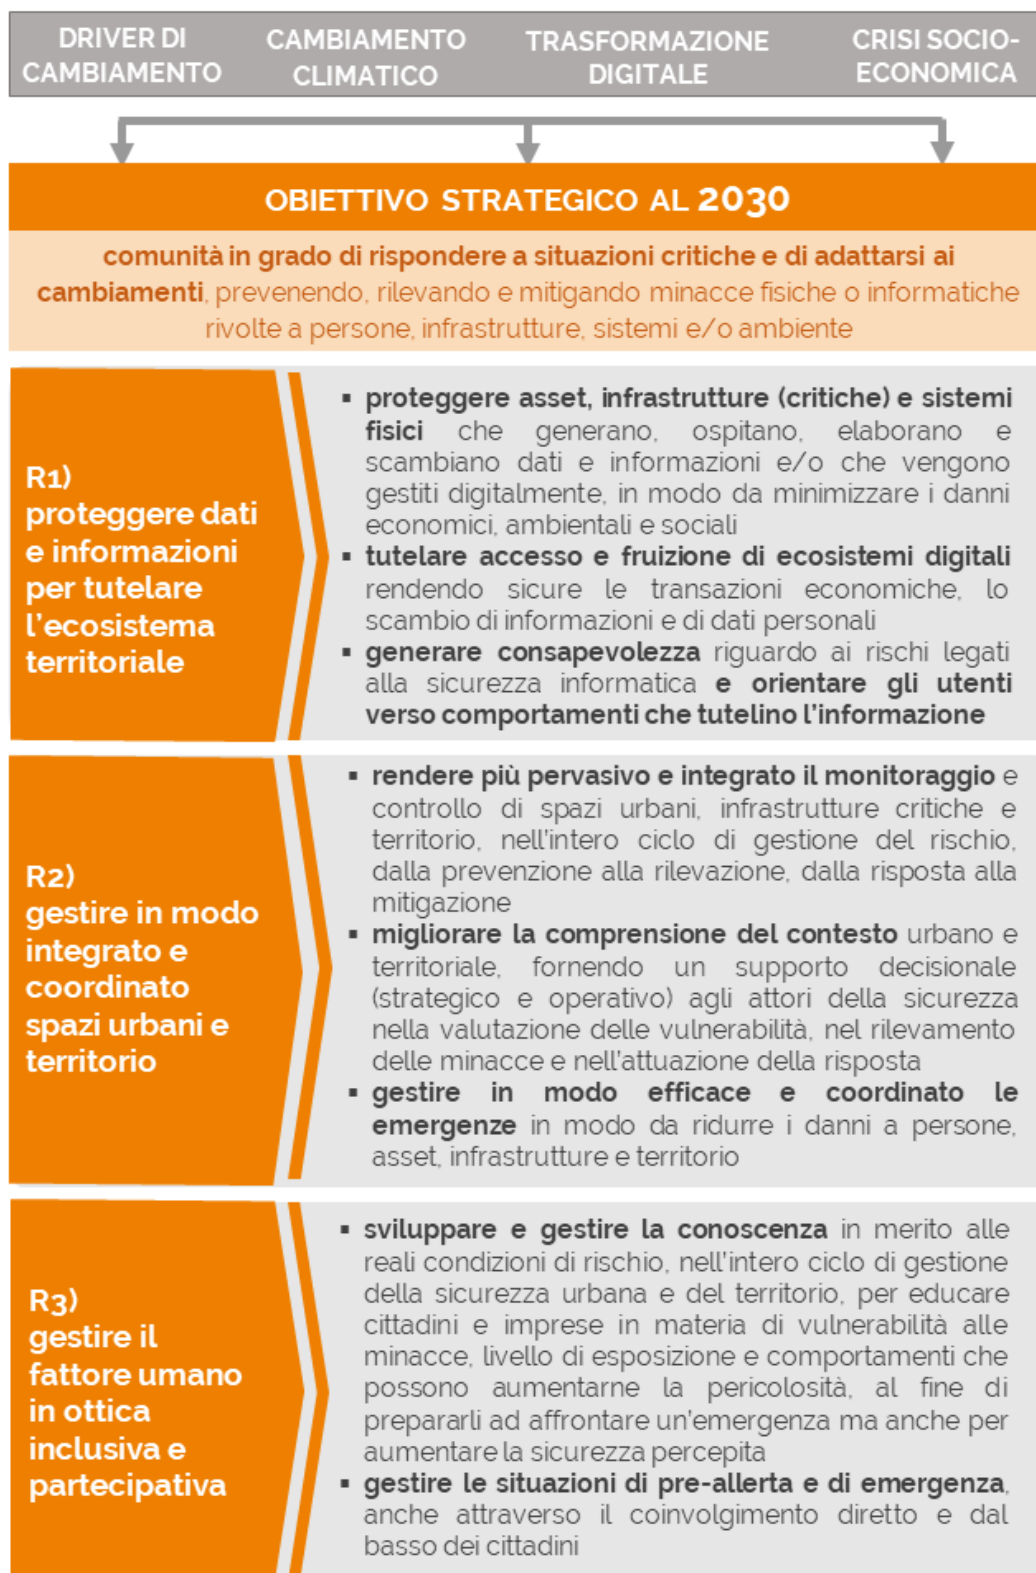 DRIVER DI
CAMBIAMENTO
CAMBIAMENTO
CLIMATICO
TRASFORMAZIONE
DIGITALE
CRISI SOCIO-
ECONOMICA
OBIETTIVO STRATEGICO AL 2030
comunità in grado di rispondere a situazioni critiche e di adattarsi ai
cambiamenti, prevenendo, rilevando e mitigando minacce fisiche o informatiche
rivolte a persone, infrastrutture, sistemi e/o ambiente
R1)
proteggere dati
e informazioni
per tutelare
l'ecosistema
territoriale
▪ proteggere asset, infrastrutture (critiche) e sistemi
fisici che generano, ospitano, elaborano e
scambiano dati e informazioni e/o che vengono
gestiti digitalmente, in modo da minimizzare i danni
economici, ambientali e sociali
▪ tutelare accesso e fruizione di ecosistemi digitali
rendendo sicure le transazioni economiche, lo
scambio di informazioni e di dati personali
▪ generare consapevolezza riguardo ai rischi legati
alla sicurezza informatica e orientare gli utenti
verso comportamenti che tutelino l'informazione
R2)
gestire in modo
integrato e
coordinato
spazi urbani e
territorio
▪ rendere più pervasivo e integrato il monitoraggio e
controllo di spazi urbani, infrastrutture critiche e
territorio, nell'intero ciclo di gestione del rischio,
dalla prevenzione alla rilevazione, dalla risposta alla
mitigazione
▪ migliorare la comprensione del contesto urbano e
territoriale, fornendo un supporto decisionale
(strategico e operativo) agli attori della sicurezza
nella valutazione delle vulnerabilità, nel rilevamento
delle minacce e nell'attuazione della risposta
▪ gestire in modo efficace e coordinato le
emergenze in modo da ridurre i danni a persone,
asset, infrastrutture e territorio
R3)
gestire il
fattore umano
in ottica
inclusiva e
partecipativa
▪ sviluppare e gestire la conoscenza in merito alle
reali condizioni di rischio, nell'intero ciclo di gestione
della sicurezza urbana e del territorio, per educare
cittadini e imprese in materia di vulnerabilità alle
minacce, livello di esposizione e comportamenti che
possono aumentarne la pericolosità, al fine di
prepararli ad affrontare un'emergenza ma anche per
aumentare la sicurezza percepita
▪ gestire le situazioni di pre-allerta e di emergenza,
anche attraverso il coinvolgimento diretto e dal
basso dei cittadini